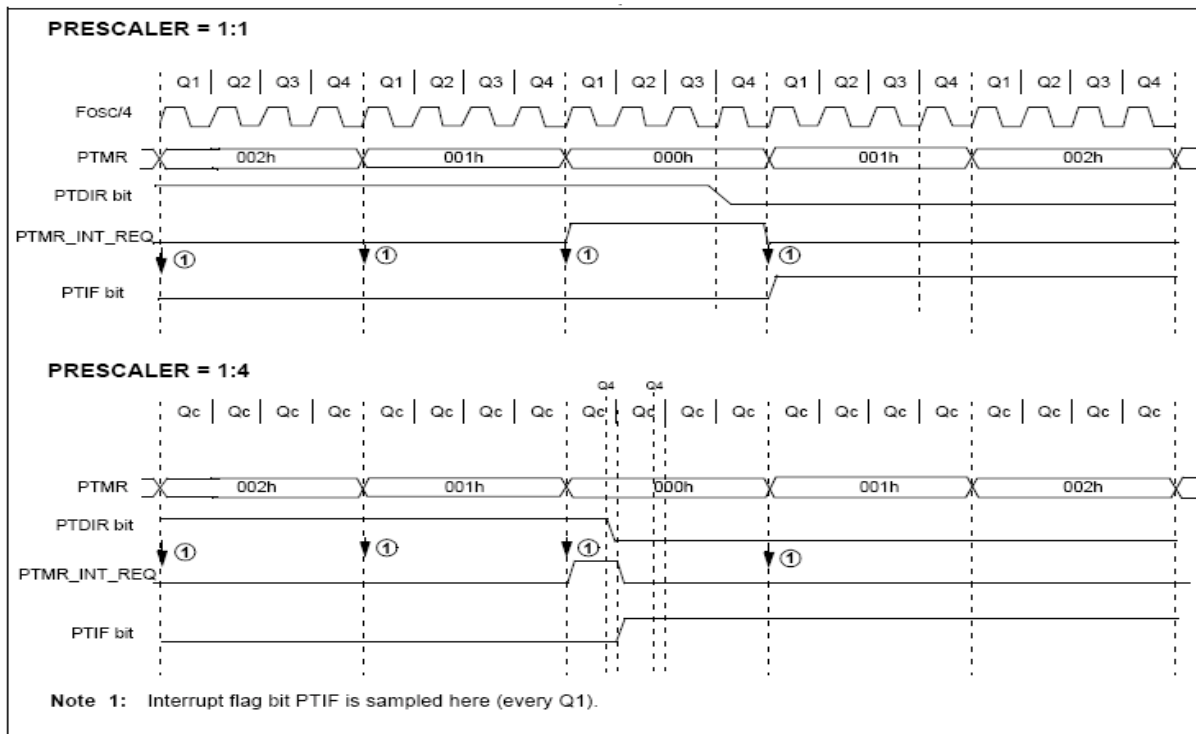 PRESCALER = 1:1
Q1 | Q2 | Q3 | Q4 | Q1 | Q2 | Q3 | Q4 | Q1 | Q2 | Q3 | Q4 | Q1 | Q2 | Q3 | Q4 | Q1 | Q2 | Q3 | Q4
Fosc/4
PTMR 002h 001h 000h 001h 002h
PTDIR bit
PTMR_INT_REQ
① ① ① ①
PTIF bit
PRESCALER = 1:4
Q4 Q4
Qc | Qc | Qc | Qc | Qc | Qc | Qc | Qc | Qc | Qc | Qc | Qc | Qc | Qc | Qc | Qc | Qc | Qc | Qc | Qc
PTMR 002h 001h 000h 001h 002h
PTDIR bit
① ① ① ①
PTMR_INT_REQ
PTIF bit
Note 1: Interrupt flag bit PTIF is sampled here (every Q1).